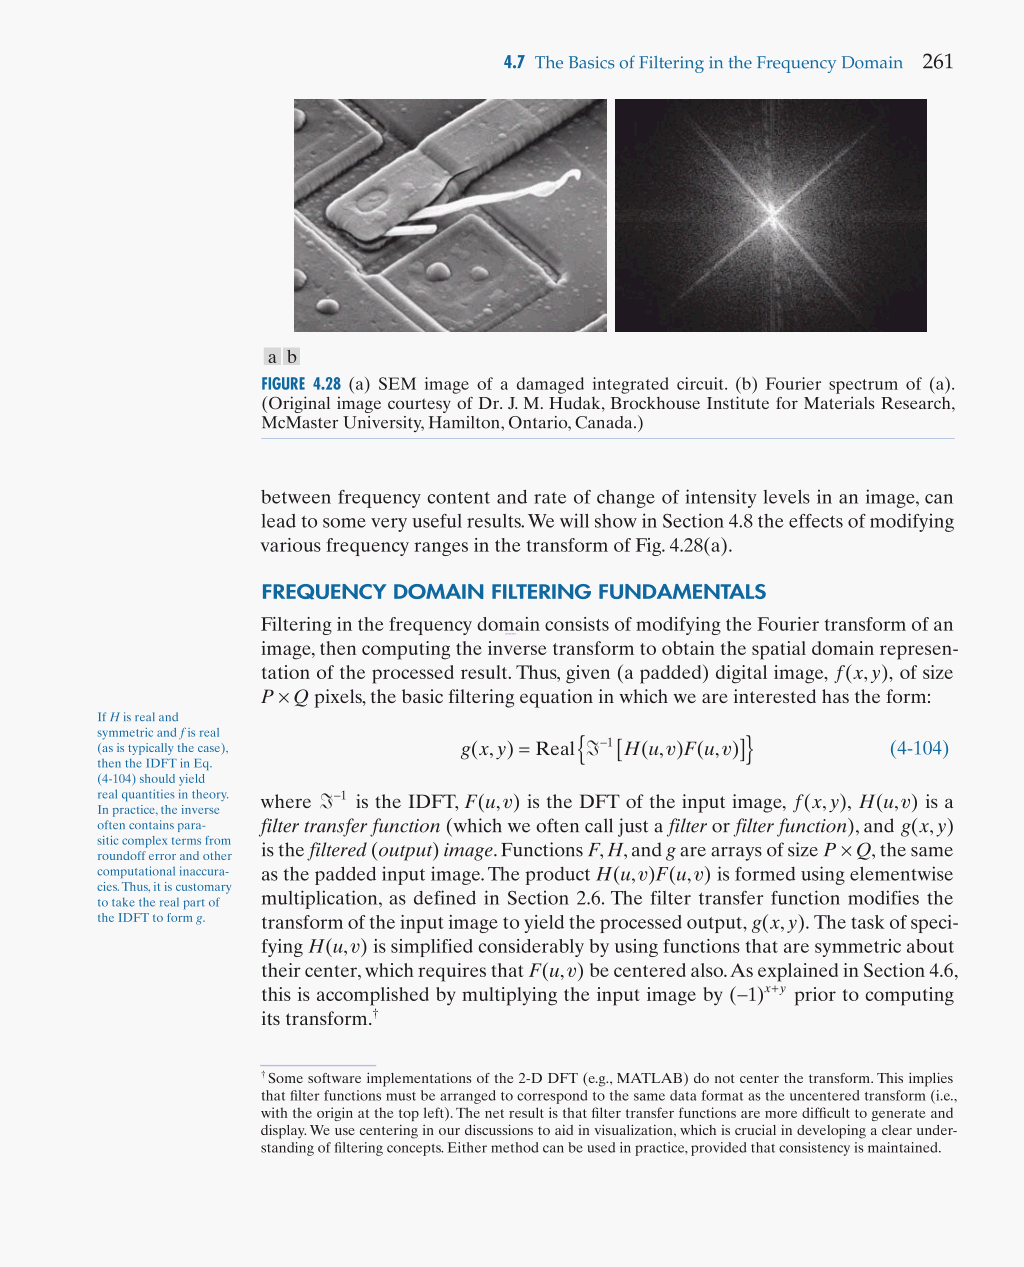 4.7 The Basics of Filtering in the Frequency Domain 261
a b
FIGURE 4.28 (a) SEM image of a damaged integrated circuit. (b) Fourier spectrum of (a).
(Original image courtesy of Dr. J. M. Hudak, Brockhouse Institute for Materials Research,
McMaster University, Hamilton, Ontario, Canada.)
between frequency content and rate of change of intensity levels in an image, can
lead to some very useful results. We will show in Section 4.8 the effects of modifying
various frequency ranges in the transform of Fig. 4.28(a).
FREQUENCY DOMAIN FILTERING FUNDAMENTALS
Filtering in the frequency domain consists of modifying the Fourier transform of an
image, then computing the inverse transform to obtain the spatial domain represen-
tation of the processed result. Thus, given (a padded) digital image, f(x, y), of size
P × Q pixels, the basic filtering equation in which we are interested has the form:
g(x, y) = Real{ℑ⁻¹[H(u,v)F(u,v)]} (4-104)
If H is real and
symmetric and f is real
(as is typically the case),
then the IDFT in Eq.
(4-104) should yield
real quantities in theory.
In practice, the inverse
often contains para-
sitic complex terms from
roundoff error and other
computational inaccura-
cies. Thus, it is customary
to take the real part of
the IDFT to form g.
where ℑ⁻¹ is the IDFT, F(u,v) is the DFT of the input image, f(x, y), H(u,v) is a
filter transfer function (which we often call just a filter or filter function), and g(x, y)
is the filtered (output) image. Functions F, H, and g are arrays of size P × Q, the same
as the padded input image. The product H(u,v)F(u,v) is formed using elementwise
multiplication, as defined in Section 2.6. The filter transfer function modifies the
transform of the input image to yield the processed output, g(x, y). The task of speci-
fying H(u,v) is simplified considerably by using functions that are symmetric about
their center, which requires that F(u,v) be centered also. As explained in Section 4.6,
this is accomplished by multiplying the input image by (−1)ˣ⁺ʸ prior to computing
its transform.†
† Some software implementations of the 2-D DFT (e.g., MATLAB) do not center the transform. This implies
that filter functions must be arranged to correspond to the same data format as the uncentered transform (i.e.,
with the origin at the top left). The net result is that filter transfer functions are more difficult to generate and
display. We use centering in our discussions to aid in visualization, which is crucial in developing a clear under-
standing of filtering concepts. Either method can be used in practice, provided that consistency is maintained.